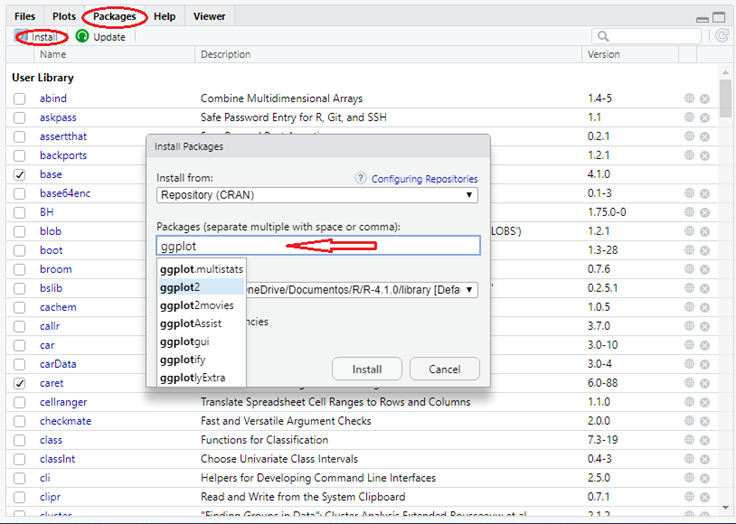 Files Plots Packages Help Viewer
Install Update
Name Description Version
User Library
abind Combine Multidimensional Arrays 1.4-5
askpass Safe Password Entry for R, Git, and SSH 1.1
assertthat 0.2.1
backports 1.2.1
base 4.1.0
base64enc 0.1-3
BH 1.75.0-0
blob LOBS') 1.2.1
boot 1.3-28
broom 0.7.6
bslib 0.2.5.1
cachem 1.0.5
callr 3.7.0
car 3.0-10
carData 3.0-4
caret 6.0-88
cellranger Translate Spreadsheet Cell Ranges to Rows and Columns 1.1.0
checkmate Fast and Versatile Argument Checks 2.0.0
class Functions for Classification 7.3-19
classInt Choose Univariate Class Intervals 0.4-3
cli Helpers for Developing Command Line Interfaces 2.5.0
clipr Read and Write from the System Clipboard 0.7.1
cluster "Finding Groups in Data": Cluster Analysis Extended Rousseeuw et al. 2.1.2
Install Packages
Install from: ? Configuring Repositories
Repository (CRAN)
Packages (separate multiple with space or comma):
ggplot
ggplot.multistats
ggplot2
neDrive/Documentos/R/R-4.1.0/library [Defa
ggplot2movies
ggplotAssist
ncies
ggplotgui
ggplotify
ggplotlyExtra
Install Cancel